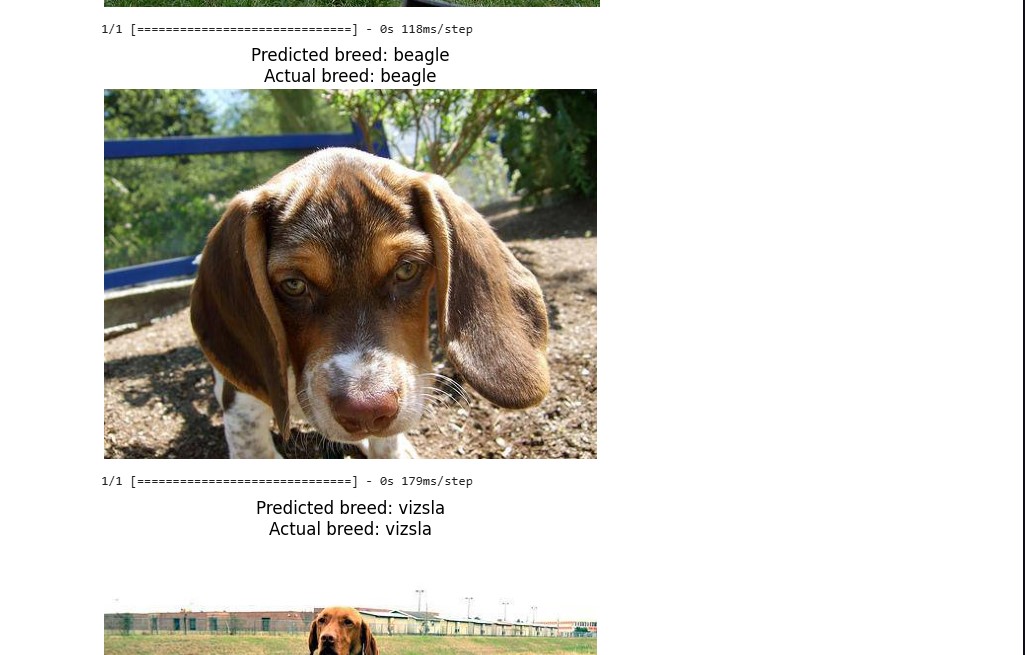 1/1 [==============================] - 0s 118ms/step
Predicted breed: beagle
Actual breed: beagle
1/1 [==============================] - 0s 179ms/step
Predicted breed: vizsla
Actual breed: vizsla